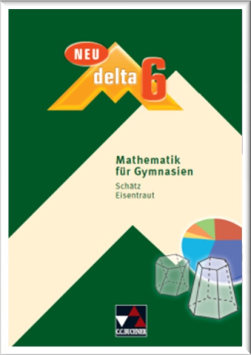 NEU
delta 6
Mathematik
für Gymnasien
Schätz
Eisentraut
C.C.BUCHNER